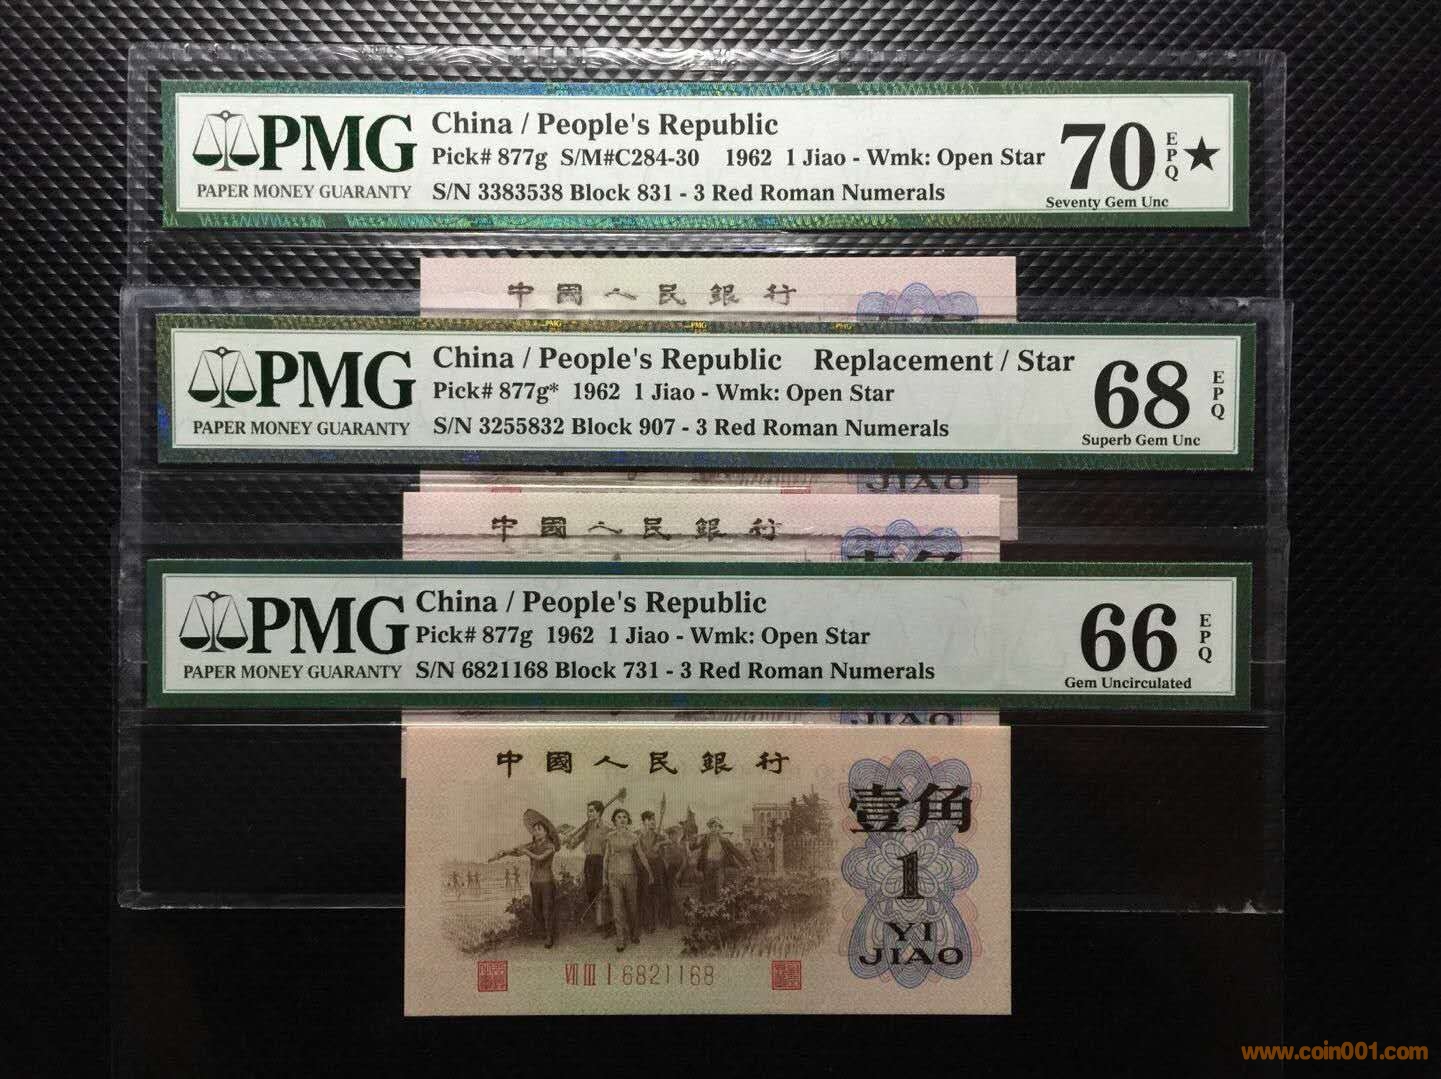 PMG
PAPER MONEY GUARANTY
China / People's Republic
Pick# 877g S/M#C284-30 1962 1 Jiao - Wmk: Open Star
S/N 3383538 Block 831 - 3 Red Roman Numerals
70 EPQ ★
Seventy Gem Unc
中國人民銀行
PMG
PAPER MONEY GUARANTY
China / People's Republic Replacement / Star
Pick# 877g* 1962 1 Jiao - Wmk: Open Star
S/N 3255832 Block 907 - 3 Red Roman Numerals
68 EPQ
Superb Gem Unc
JIAO
中國人民銀行
PMG
PAPER MONEY GUARANTY
China / People's Republic
Pick# 877g 1962 1 Jiao - Wmk: Open Star
S/N 6821168 Block 731 - 3 Red Roman Numerals
66 EPQ
Gem Uncirculated
JIAO
中國人民銀行
壹角
1
YI
JIAO
VII III I 6821168
www.coin001.com